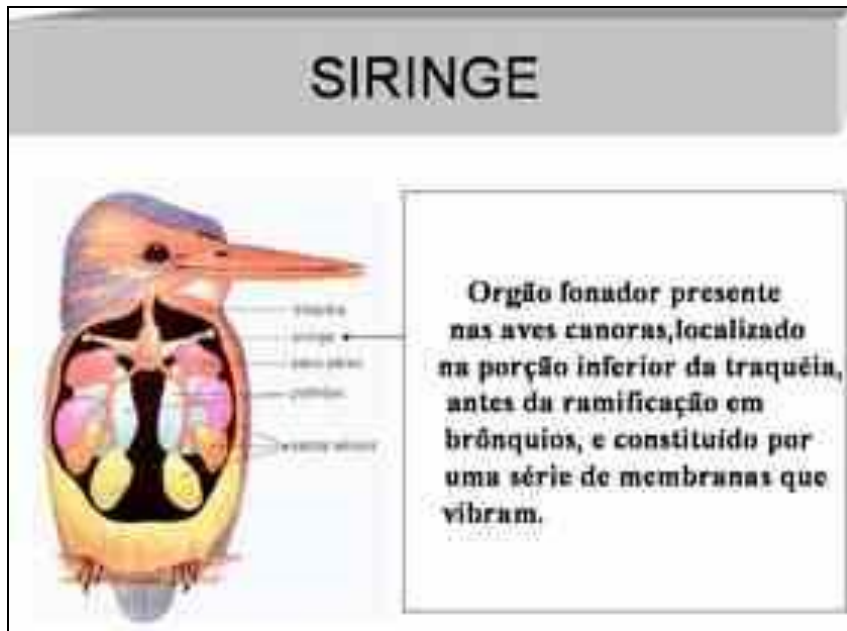 SIRINGE
siringe
Orgão fonador presente
nas aves canoras,localizado
na porção inferior da traquéia,
antes da ramificação em
brônquios, e constituído por
uma série de membranas que
vibram.